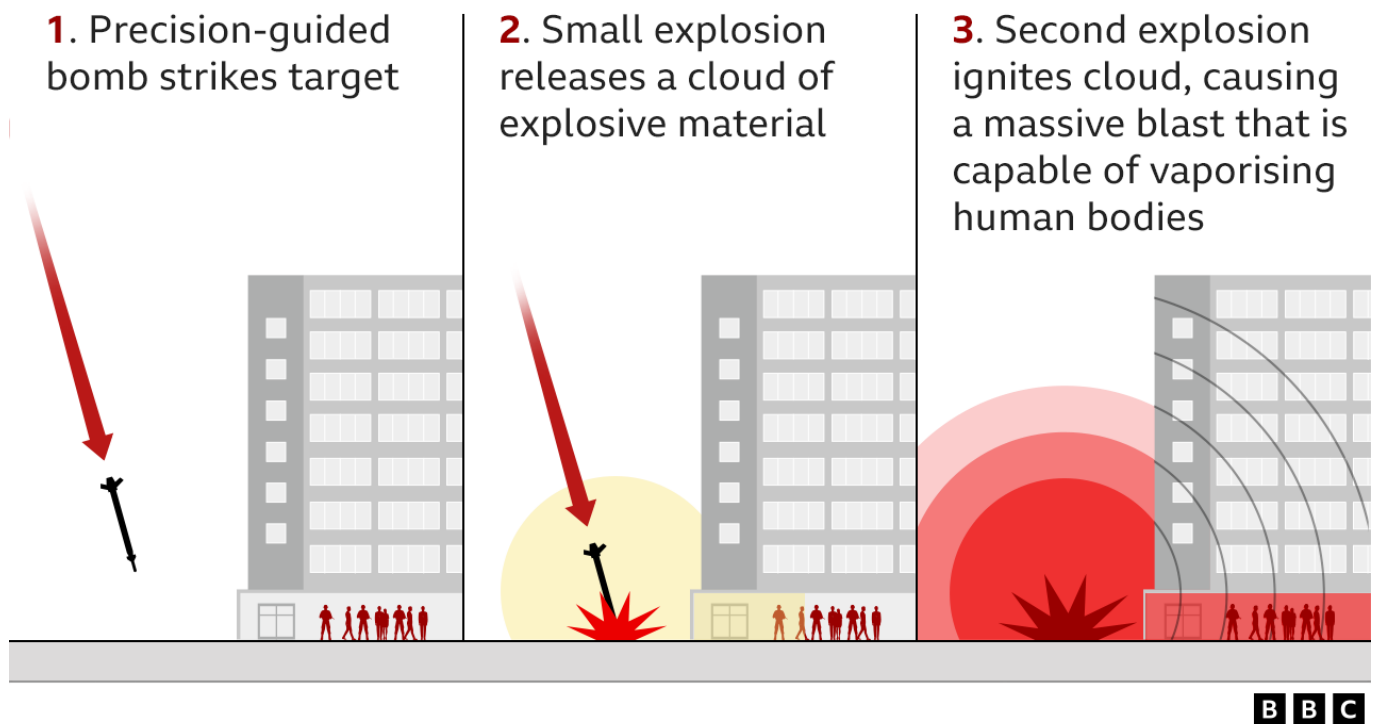 1. Precision-guided
bomb strikes target
2. Small explosion
releases a cloud of
explosive material
3. Second explosion
ignites cloud, causing
a massive blast that is
capable of vaporising
human bodies
BBC